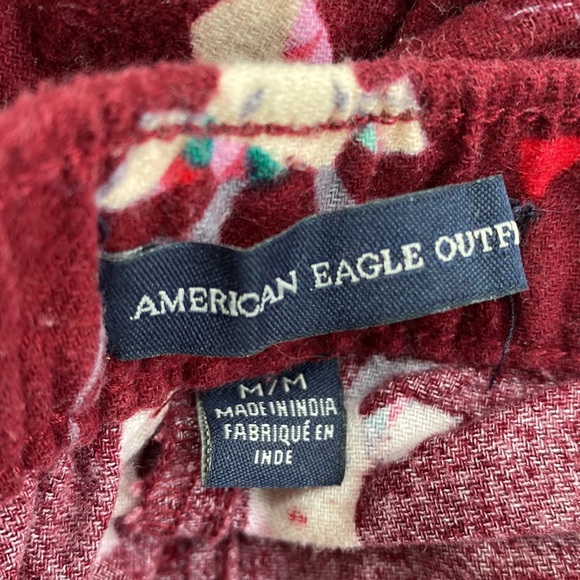 AMERICAN EAGLE OUTF
M/M
MADE IN INDIA
FABRIQUÉ EN
INDE